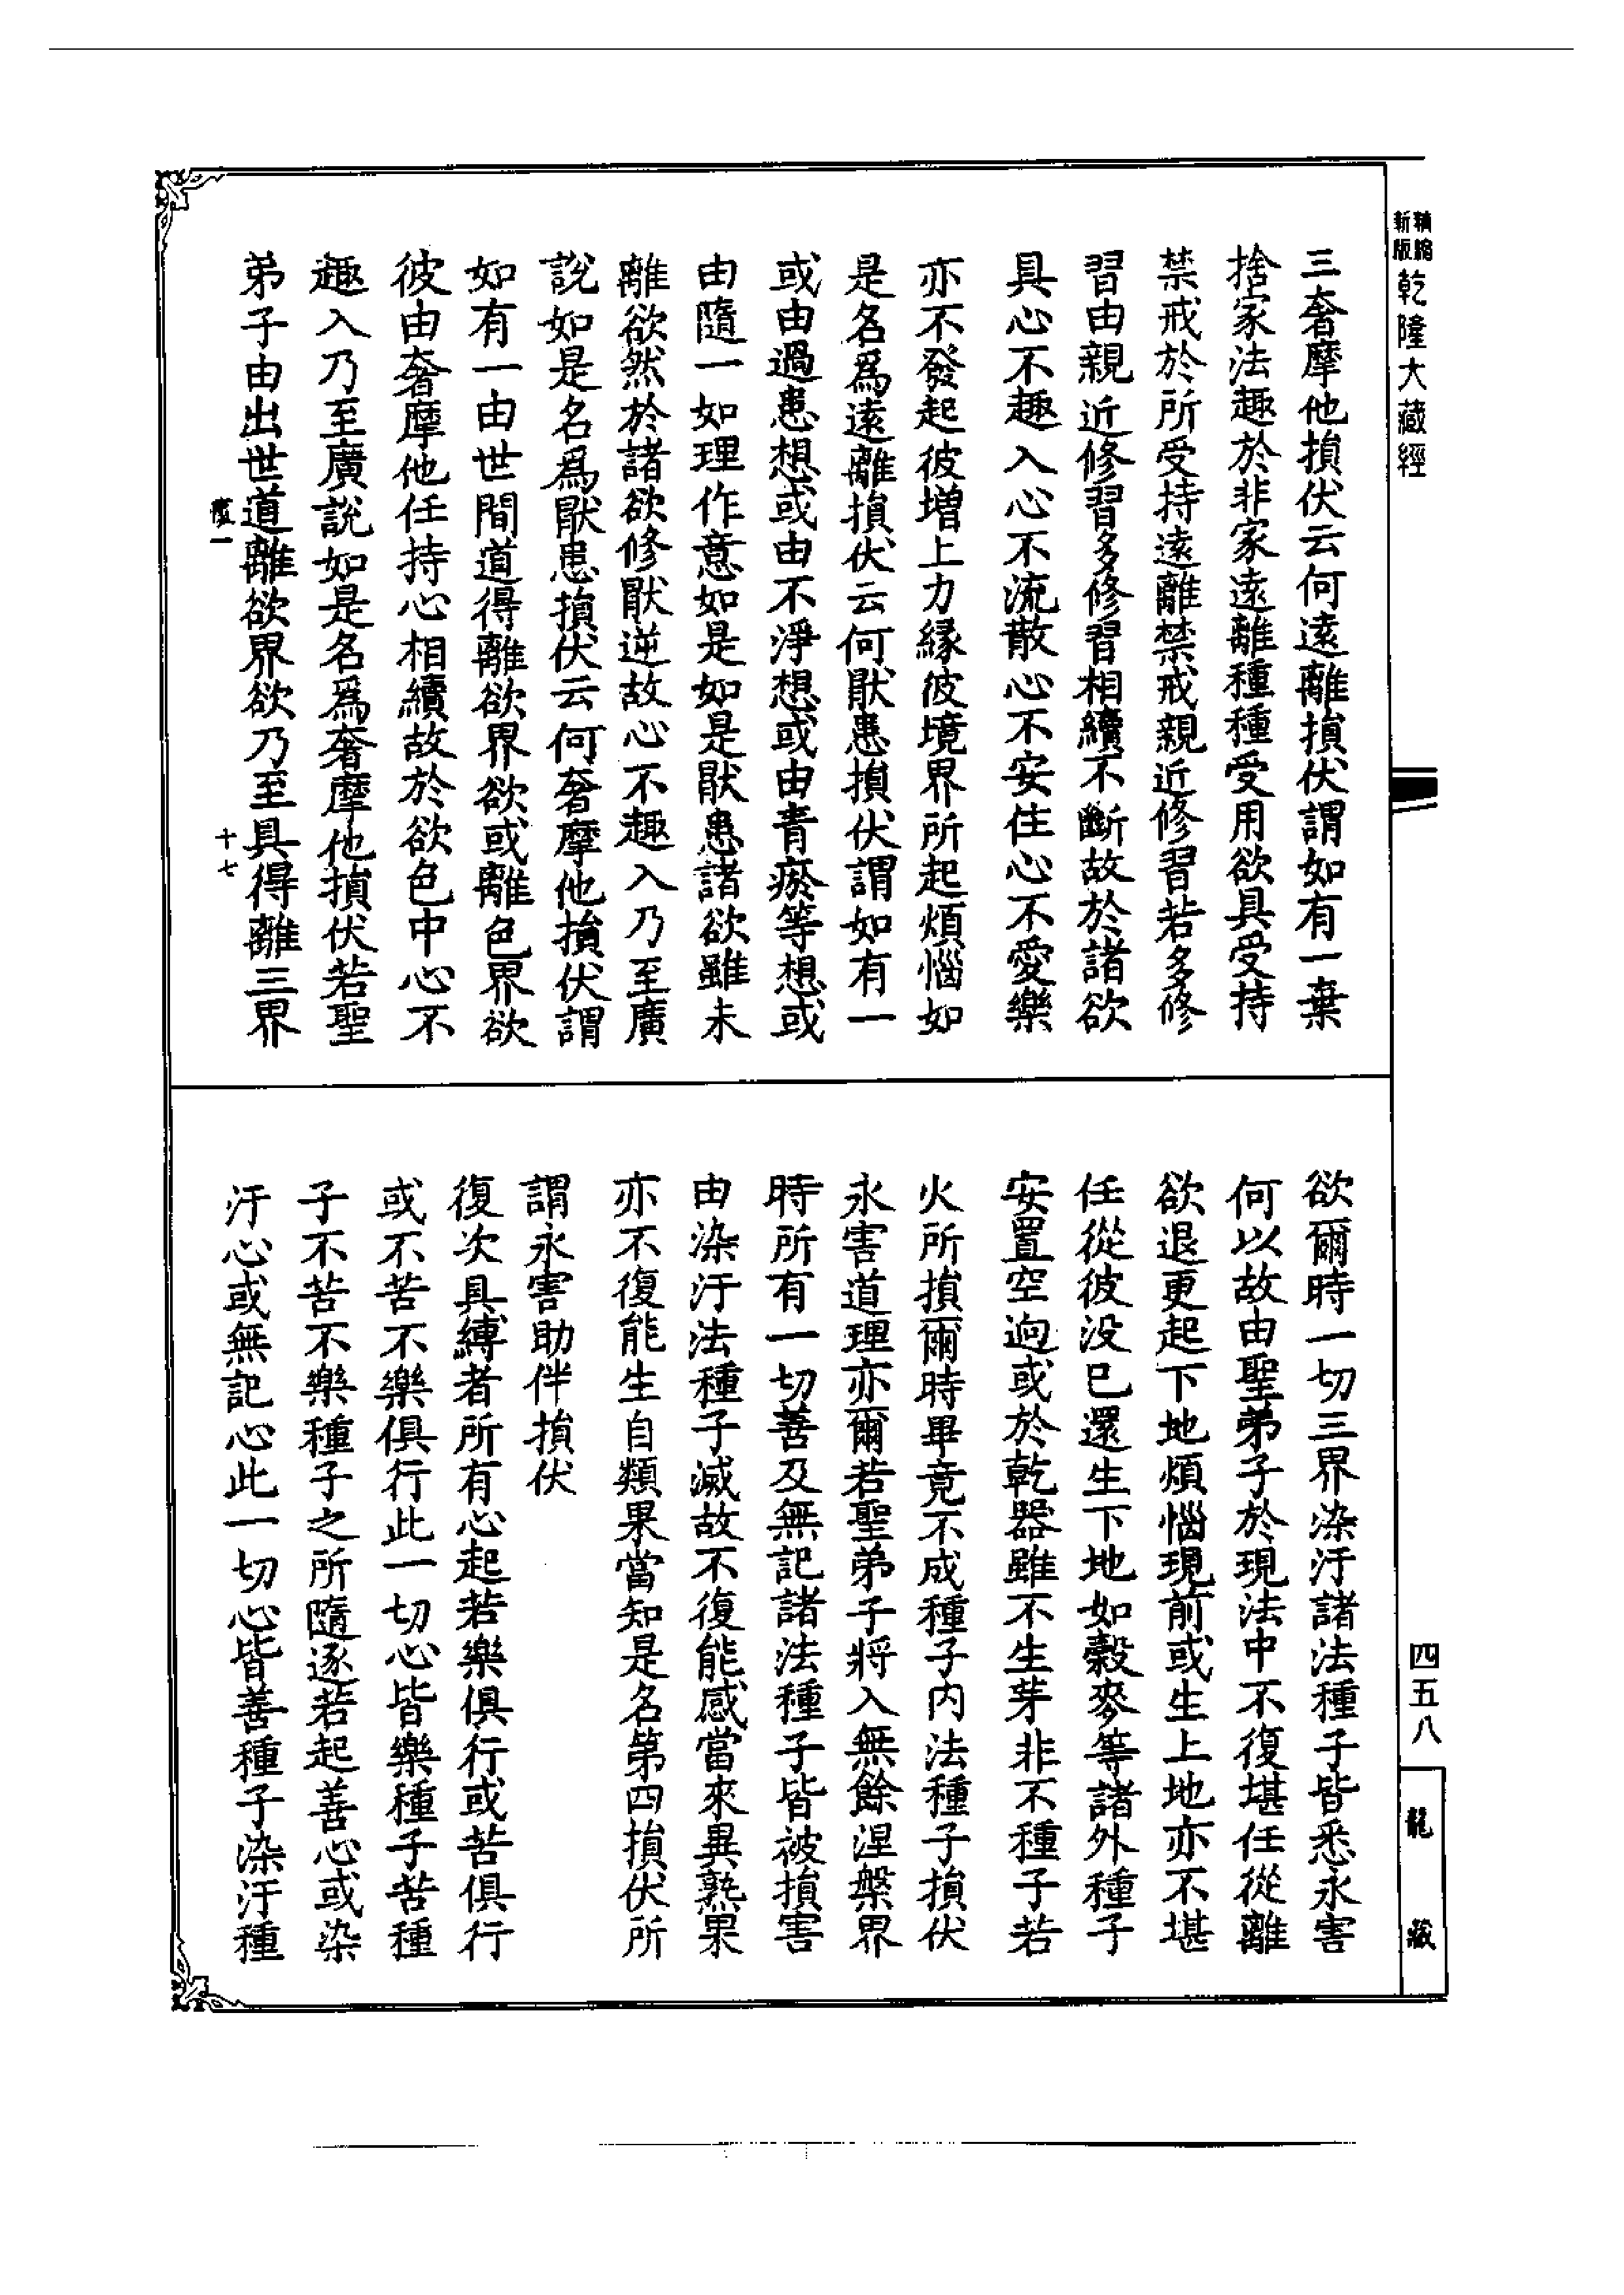 精縮
新版
乾隆大藏經
三奢摩他損伏云何遠離損伏謂如有一棄
捨家法趣於非家遠離種種受用欲具受持
禁戒於所受持遠離禁戒親近修習若多修
習由親近修習多修習相續不斷故於諸欲
具心不趣入心不流散心不安住心不愛樂
亦不發起彼增上力緣彼境界所起煩惱如
是名爲遠離損伏云何猒患損伏謂如有一
或由過患想或由不淨想或由青瘀等想或
由隨一如理作意如是如是猒患諸欲雖未
離欲然於諸欲修猒逆故心不趣入乃至廣
說如是名爲猒患損伏云何奢摩他損伏謂
如有一由世間道得離欲界欲或離色界欲
彼由奢摩他任持心相續故於欲色中心不
趣入乃至廣說如是名爲奢摩他損伏若聖
弟子由出世道離欲界欲乃至具得離三界
十七
欲爾時一切三界染汙諸法種子皆悉永害
何以故由聖弟子於現法中不復堪任從離
欲退更起下地煩惱現前或生上地亦不堪
任從彼沒已還生下地如穀麥等諸外種子
安置空迥或於乾器雖不生芽非不種子若
火所損爾時畢竟不成種子內法種子損伏
永害道理亦爾若聖弟子將入無餘涅槃界
時所有一切善及無記諸法種子皆被損害
由染汙法種子滅故不復能感當來異熟果
亦不復能生自類果當知是名第四損伏所
謂永害助伴損伏
復次具縛者所有心起若樂俱行或苦俱行
或不苦不樂俱行此一切心皆樂種子苦種
子不苦不樂種子之所隨逐若起善心或染
汙心或無記心此一切心皆善種子染汙種
四五八
龍藏